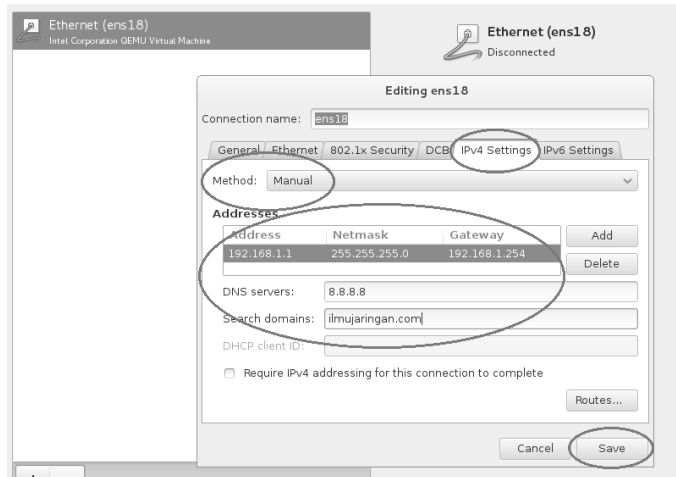 Ethernet (ens18)
Intel Corporation QEMU Virtual Machine
Ethernet (ens18)
Disconnected
Editing ens18
Connection name: ens18
General Ethernet 802.1x Security DCB IPv4 Settings IPv6 Settings
Method: Manual
Addresses
Address Netmask Gateway Add
192.168.1.1 255.255.255.0 192.168.1.254
Delete
DNS servers: 8.8.8.8
Search domains: ilmujaringan.com
DHCP client ID:
Require IPv4 addressing for this connection to complete
Routes...
Cancel Save